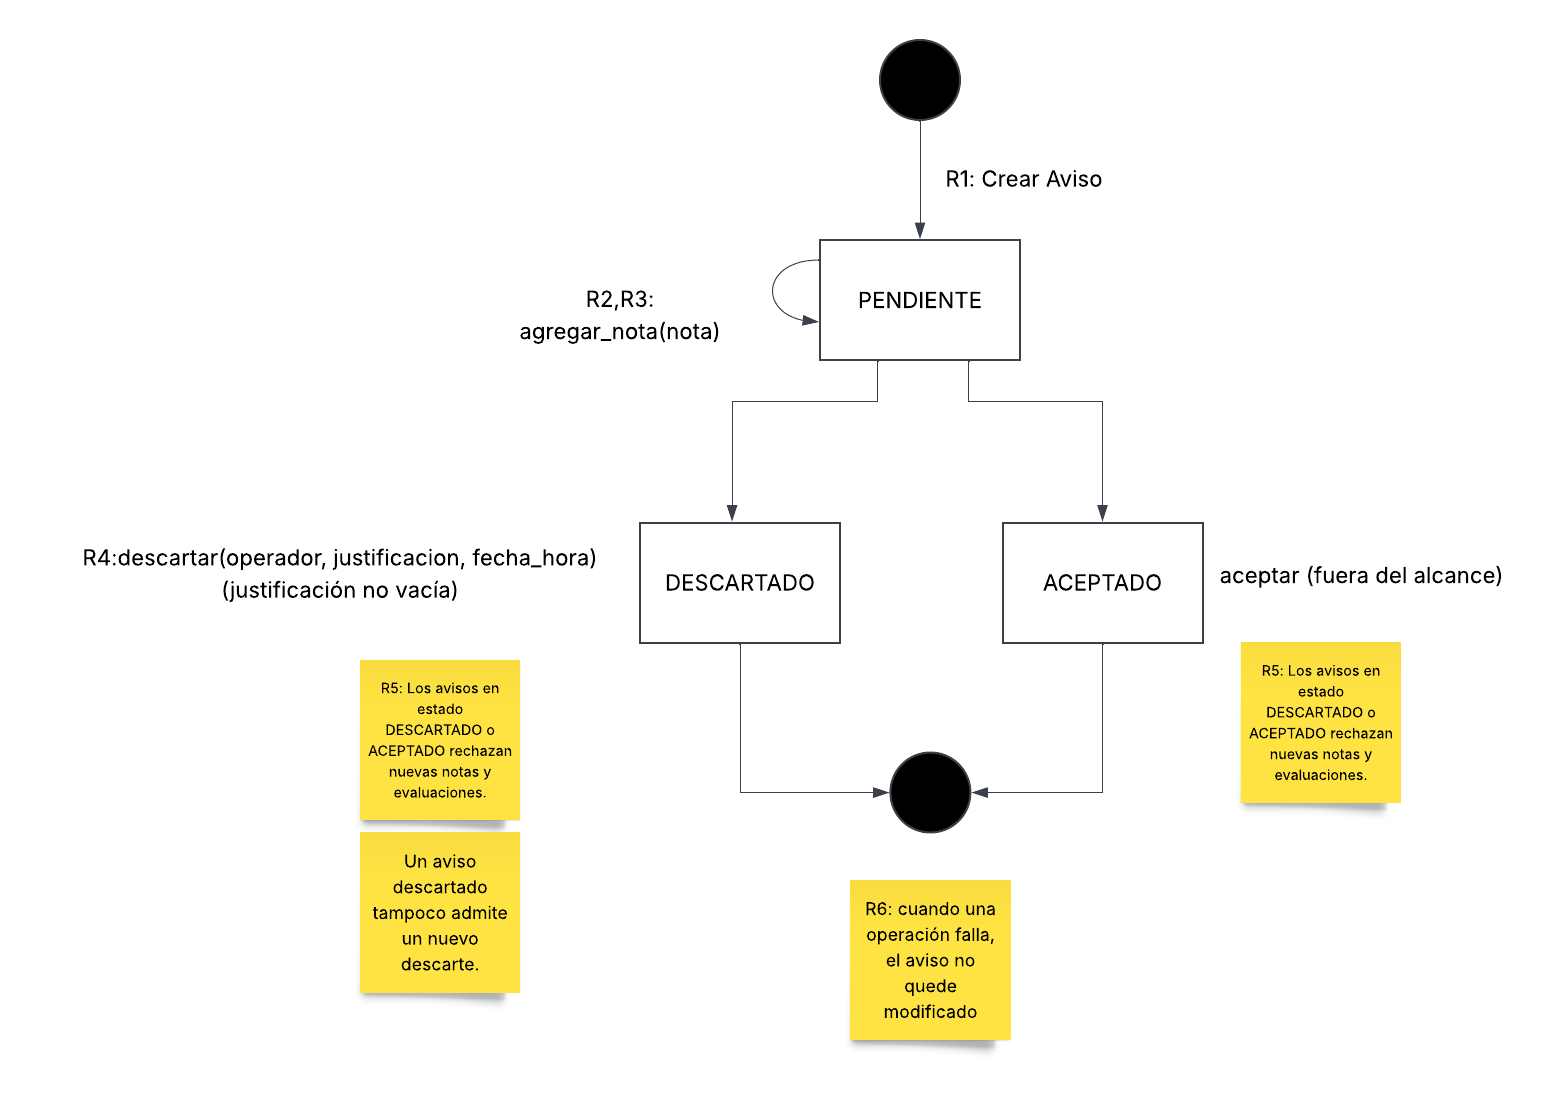 R1: Crear Aviso
R2,R3:
agregar_nota(nota)
PENDIENTE
R4:descartar(operador, justificacion, fecha_hora)
(justificación no vacía)
DESCARTADO
ACEPTADO
aceptar (fuera del alcance)
R5: Los avisos en
estado
DESCARTADO o
ACEPTADO rechazan
nuevas notas y
evaluaciones.
R5: Los avisos en
estado
DESCARTADO o
ACEPTADO rechazan
nuevas notas y
evaluaciones.
Un aviso
descartado
tampoco admite
un nuevo
descarte.
R6: cuando una
operación falla,
el aviso no
quede
modificado